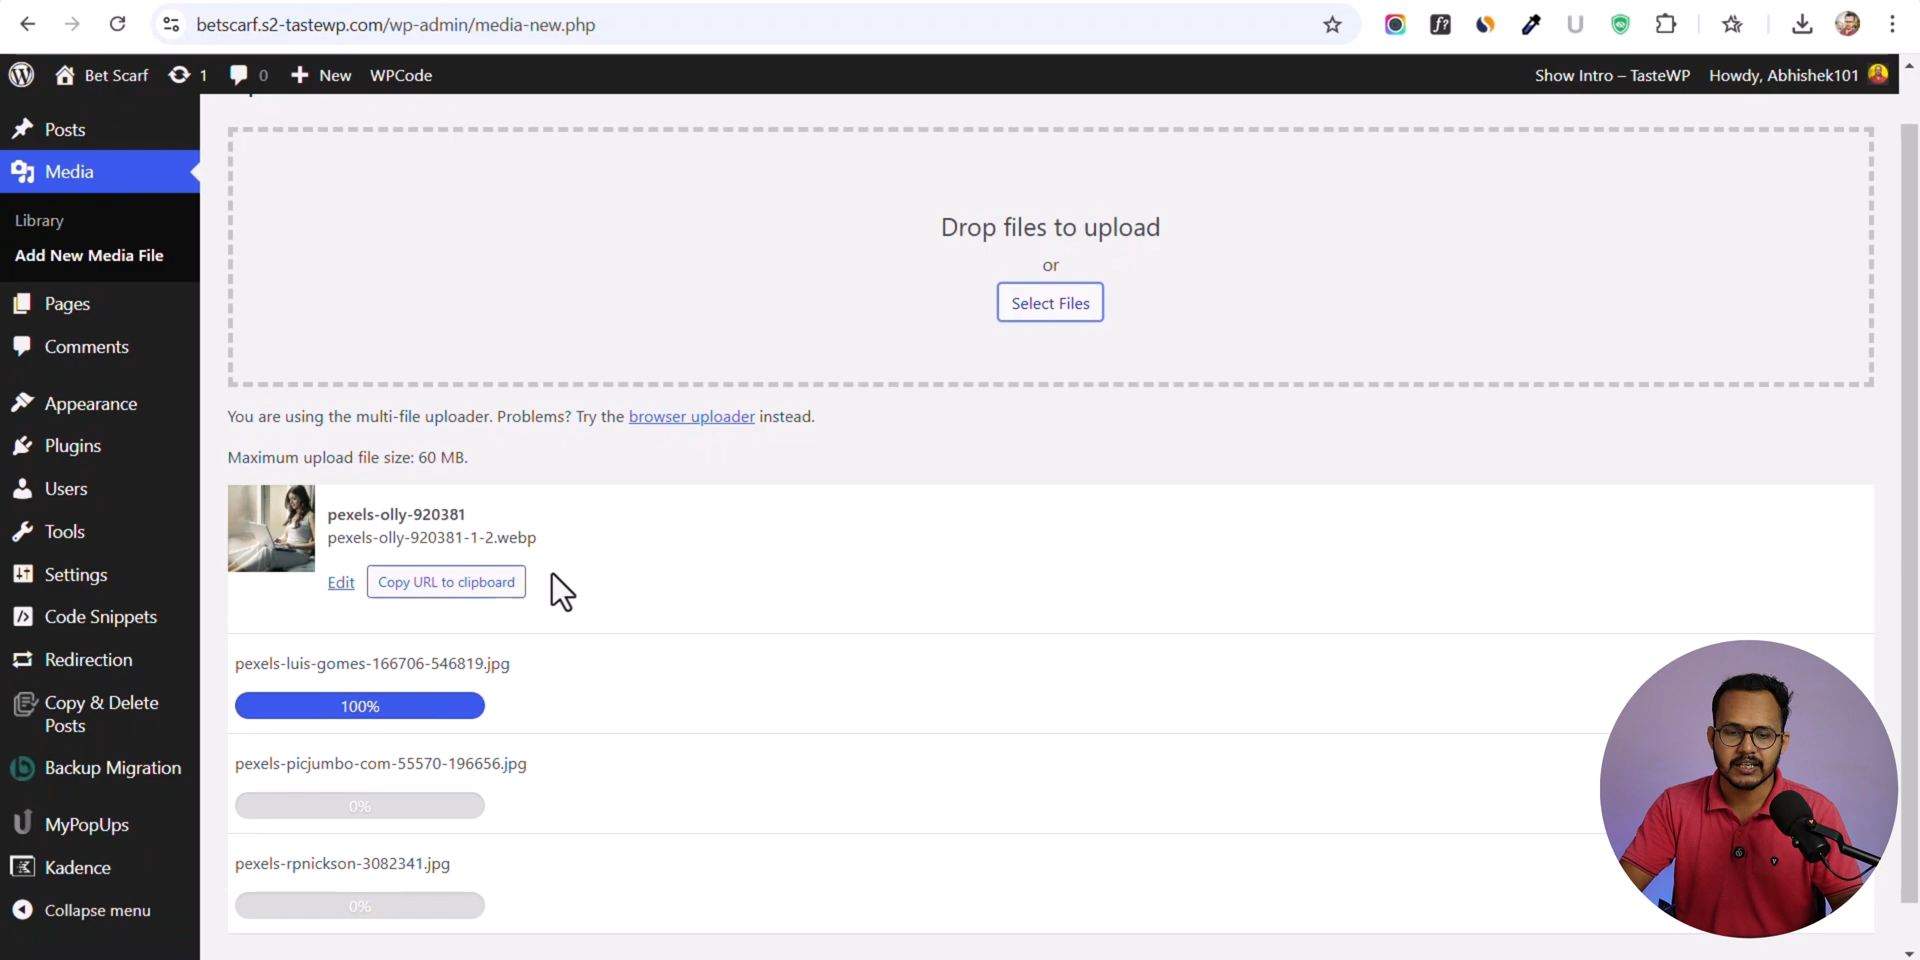 betscarf.s2-tastewp.com/wp-admin/media-new.php
Bet Scarf 1 0 New WPCode Show Intro – TasteWP Howdy, Abhishek101
Posts
Media
Library
Add New Media File
Pages
Comments
Appearance
Plugins
Users
Tools
Settings
Code Snippets
Redirection
Copy & Delete
Posts
Backup Migration
MyPopUps
Kadence
Collapse menu
Drop files to upload
or
Select Files
You are using the multi-file uploader. Problems? Try the browser uploader instead.
Maximum upload file size: 60 MB.
pexels-olly-920381
pexels-olly-920381-1-2.webp
Edit Copy URL to clipboard
pexels-luis-gomes-166706-546819.jpg
100%
pexels-picjumbo-com-55570-196656.jpg
0%
pexels-rpnickson-3082341.jpg
0%